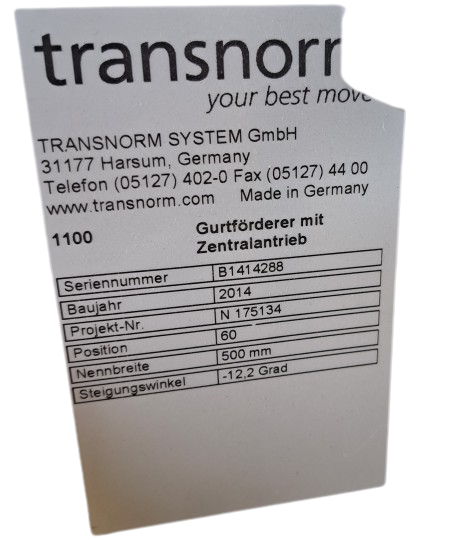 transnorr
your best move
TRANSNORM SYSTEM GmbH
31177 Harsum, Germany
Telefon (05127) 402-0 Fax (05127) 44 00
www.transnorm.com Made in Germany
1100 Gurtförderer mit
Zentralantrieb
Seriennummer B1414288
Baujahr 2014
Projekt-Nr. N 175134
Position 60
Nennbreite 500 mm
Steigungswinkel -12,2 Grad